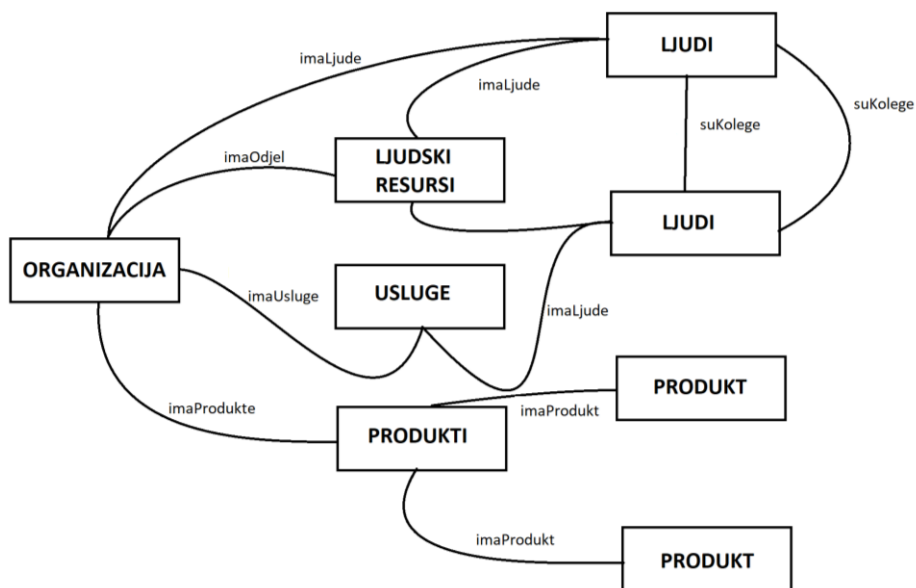 LJUDI
imaLjude
imaLjude
suKolege
suKolege
imaOdjel
LJUDSKI
RESURSI
LJUDI
ORGANIZACIJA
imaUsluge
USLUGE
imaLjude
PRODUKT
imaProdukte
imaProdukt
PRODUKTI
imaProdukt
PRODUKT